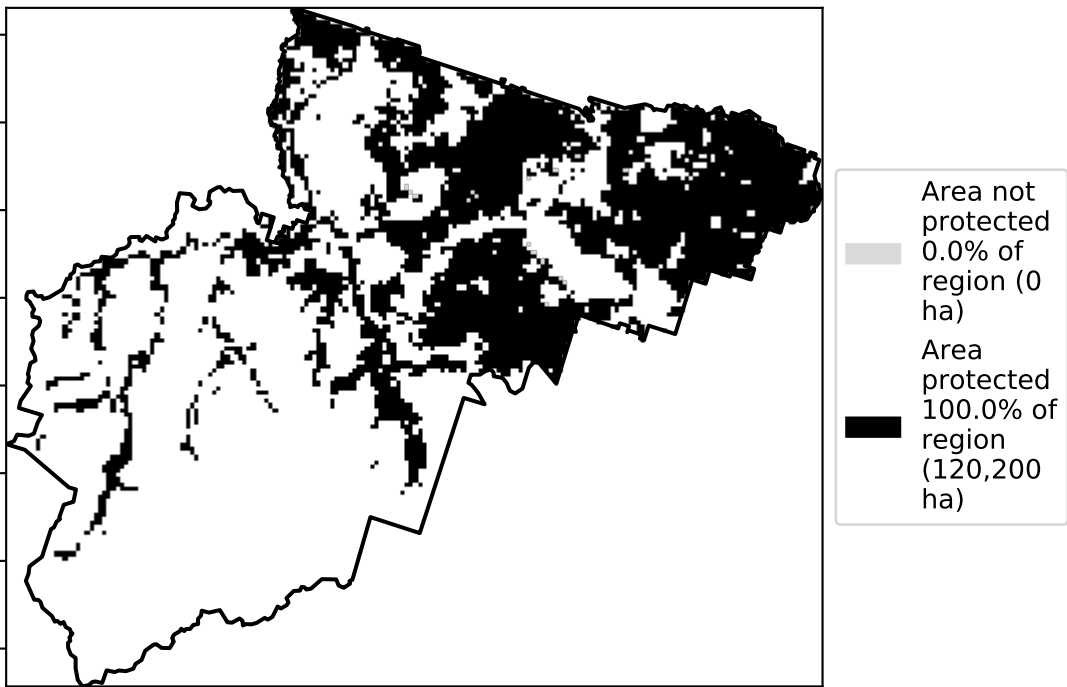 Area not
protected
0.0% of
region (0
ha)
Area
protected
100.0% of
region
(120,200
ha)